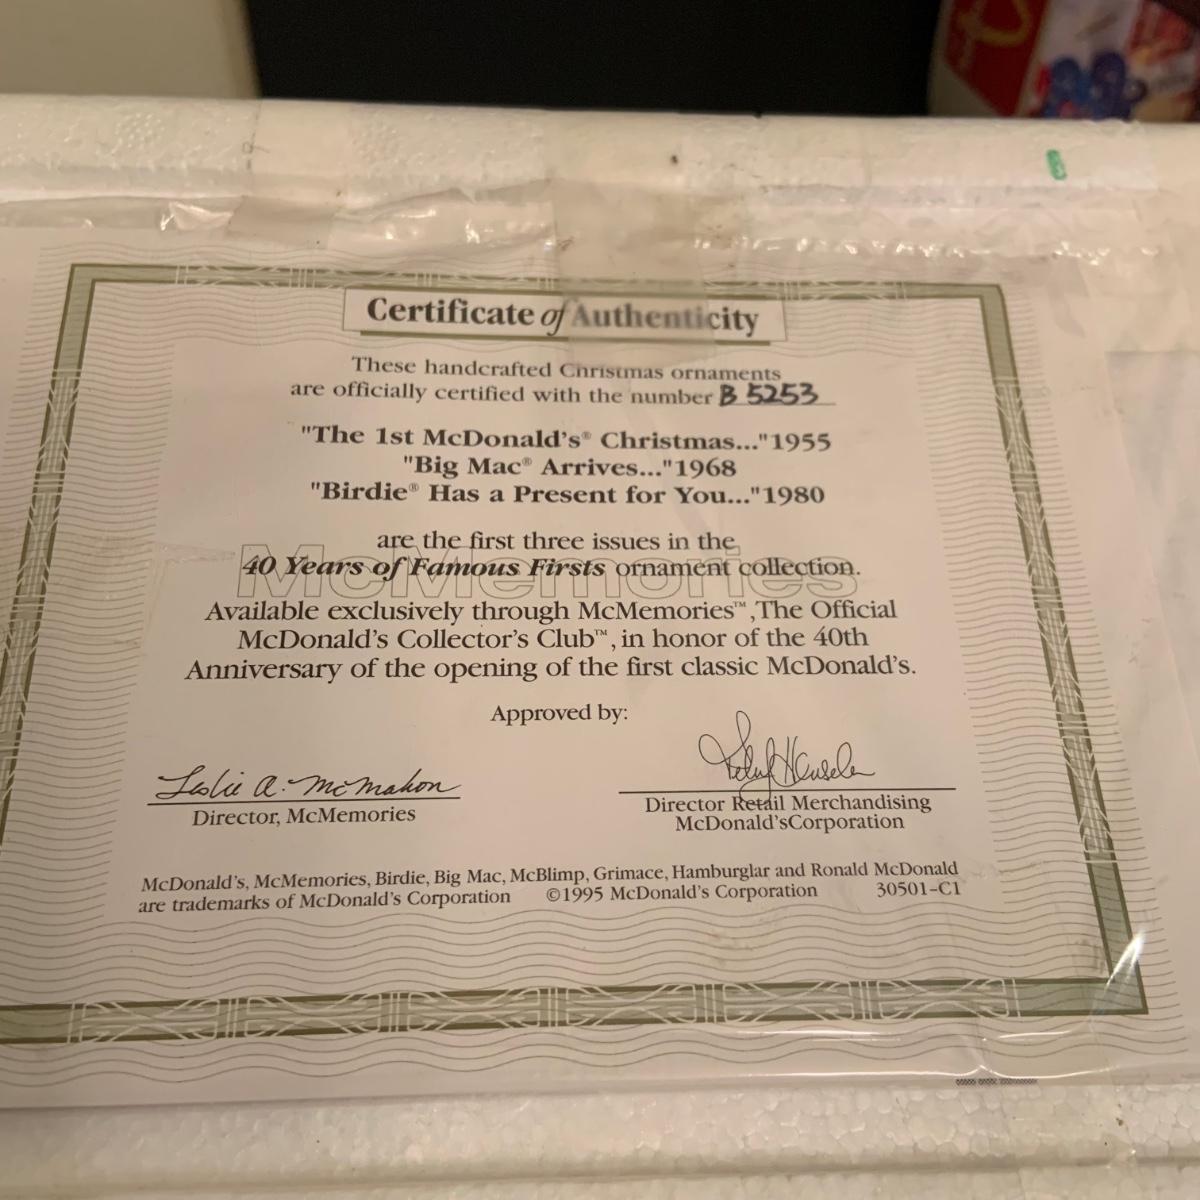 Certificate of Authenticity
These handcrafted Christmas ornaments
are officially certified with the number B 5253
"The 1st McDonald's® Christmas..."1955
"Big Mac® Arrives..."1968
"Birdie® Has a Present for You..."1980
are the first three issues in the
McMemories
40 Years of Famous Firsts ornament collection.
Available exclusively through McMemories™, The Official
McDonald's Collector's Club™, in honor of the 40th
Anniversary of the opening of the first classic McDonald's.
Approved by:
Leslie A. McMahon
Director, McMemories
Director Retail Merchandising
McDonald'sCorporation
McDonald's, McMemories, Birdie, Big Mac, McBlimp, Grimace, Hamburglar and Ronald McDonald
are trademarks of McDonald's Corporation ©1995 McDonald's Corporation 30501-C1